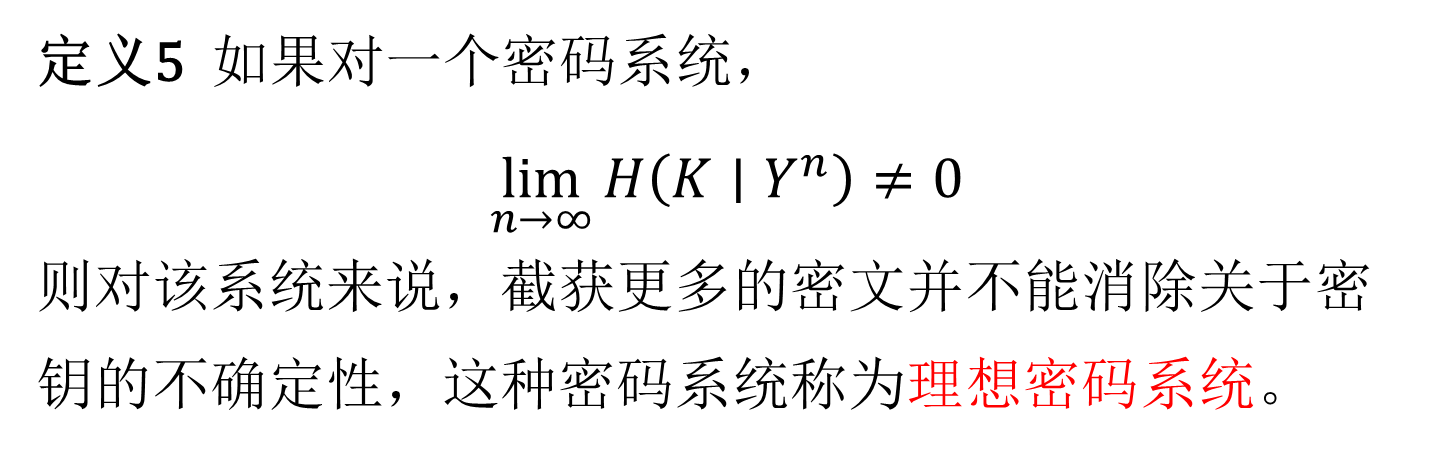 定义5 如果对一个密码系统，
lim H(K | Yⁿ) ≠ 0
n→∞
则对该系统来说，截获更多的密文并不能消除关于密
钥的不确定性，这种密码系统称为理想密码系统。